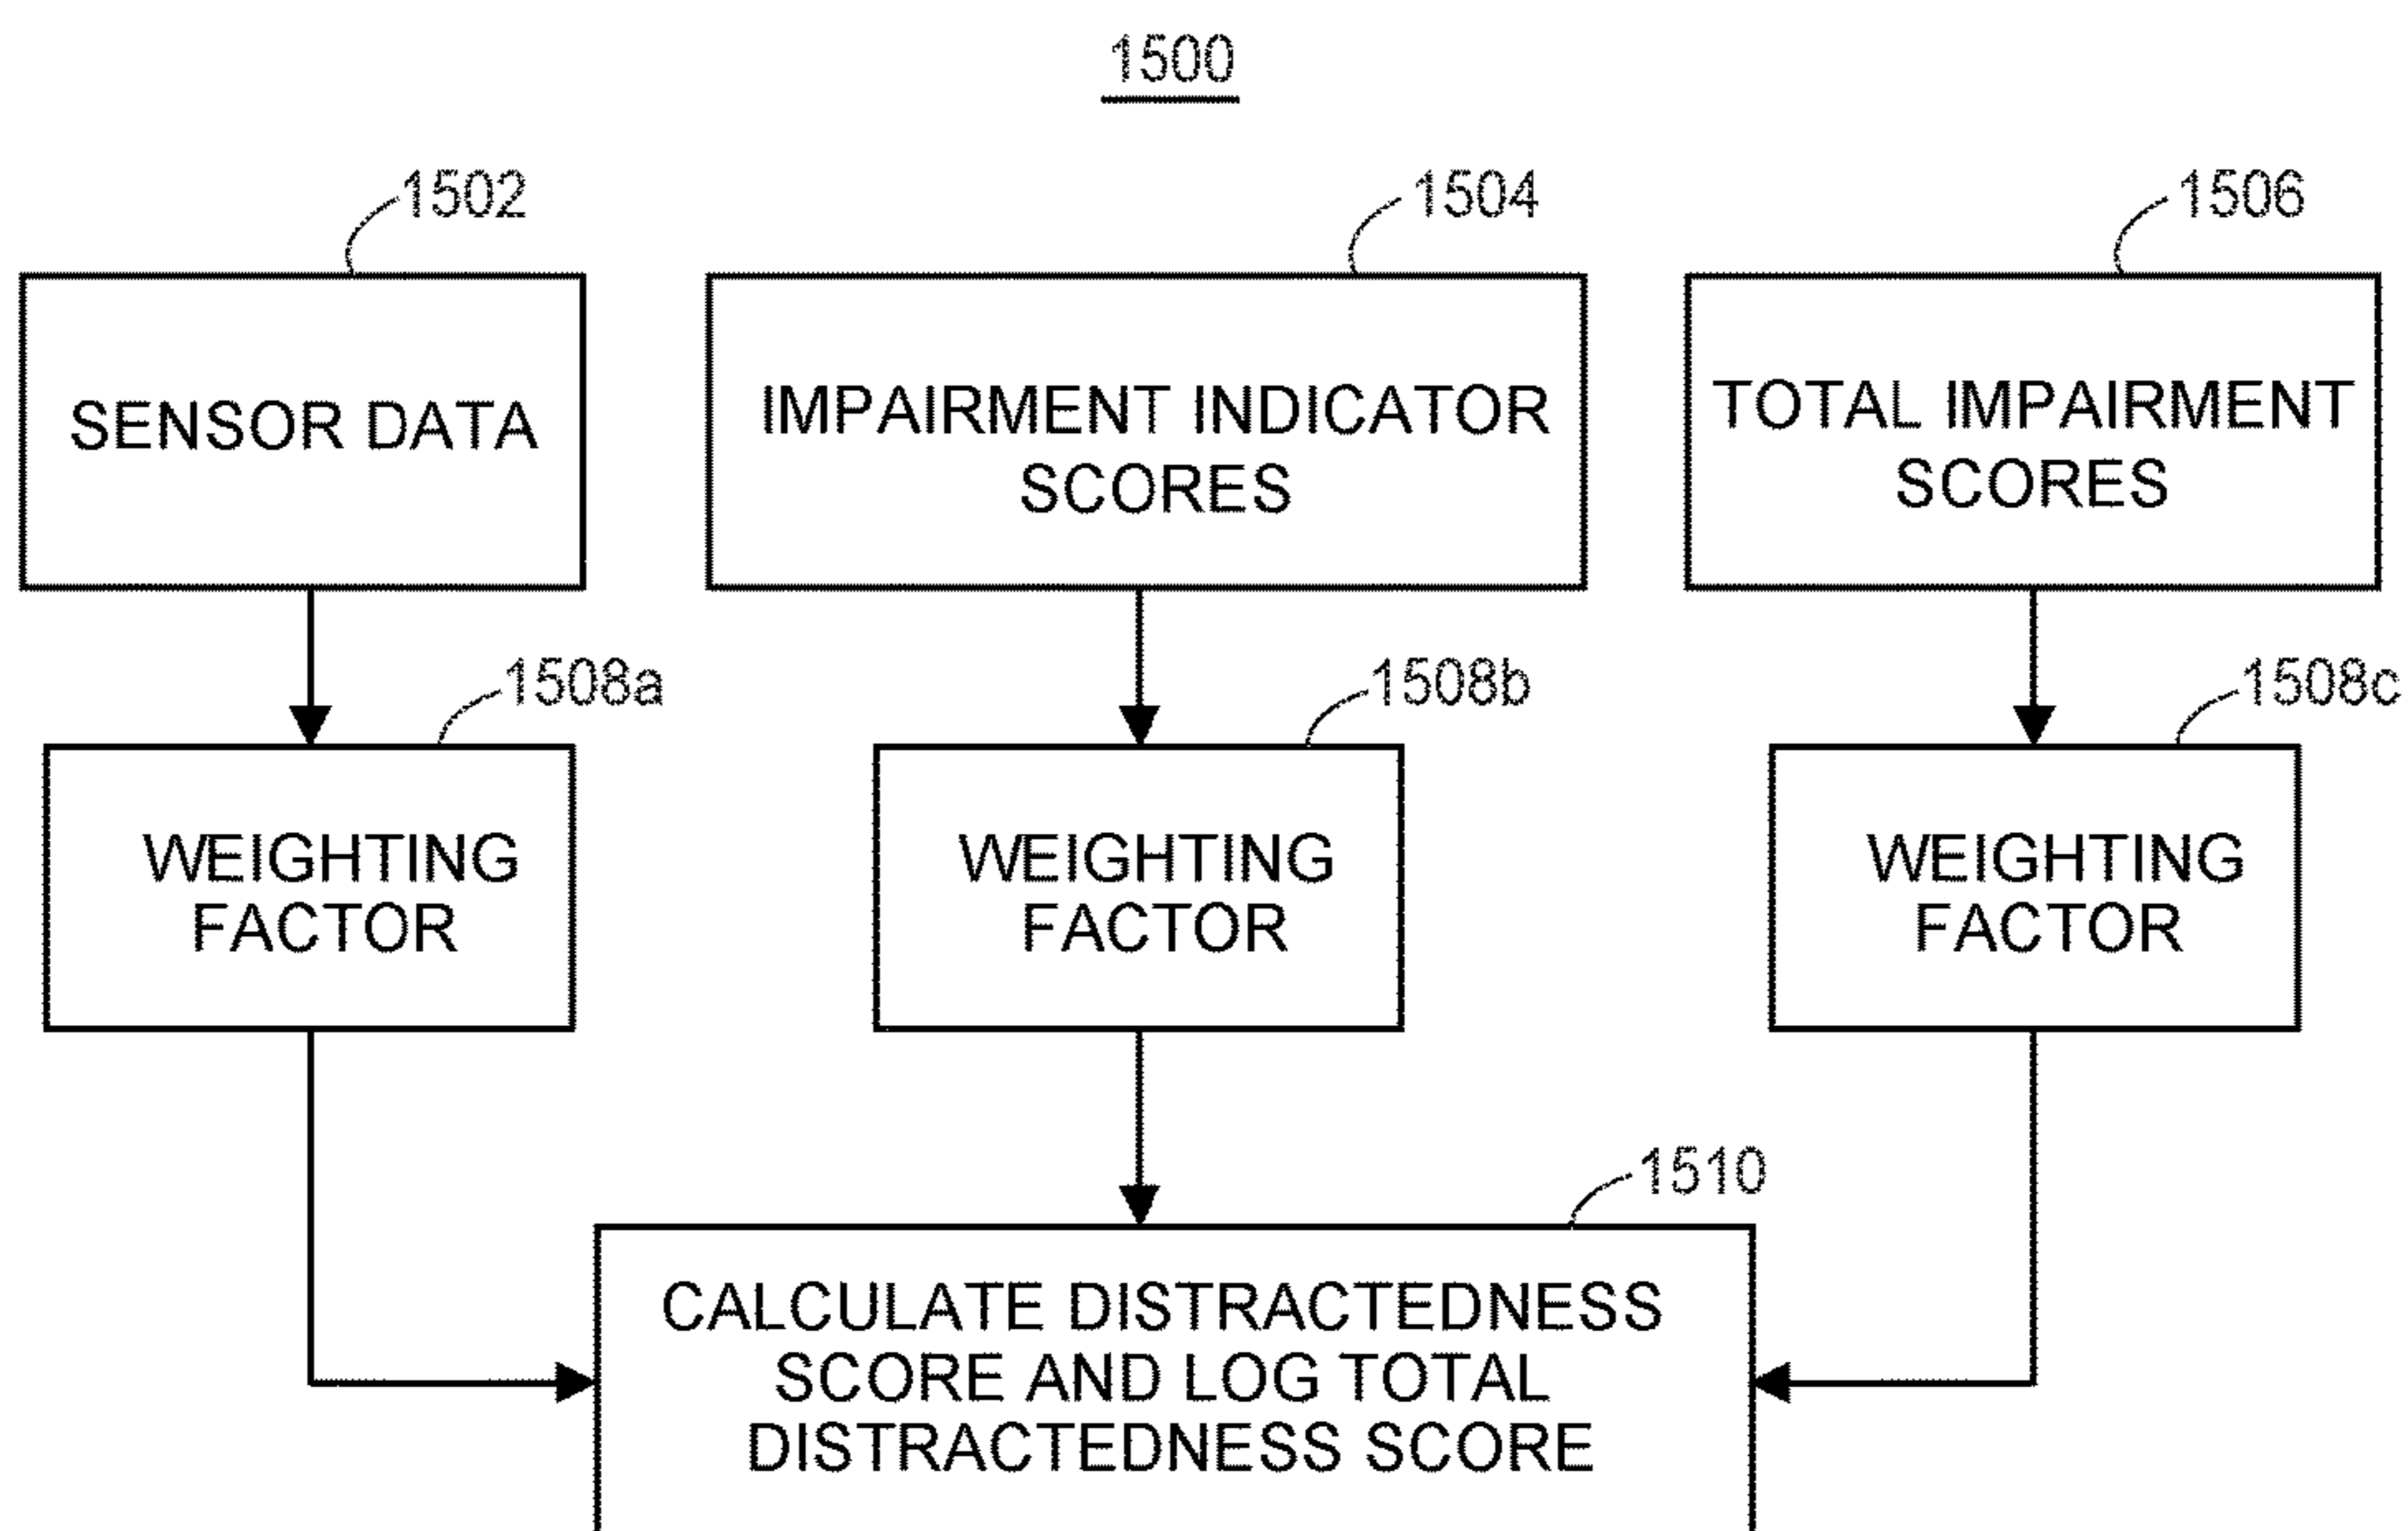 1500
1502
1504
1506
SENSOR DATA
IMPAIRMENT INDICATOR
SCORES
TOTAL IMPAIRMENT
SCORES
1508a
1508b
1508c
WEIGHTING
FACTOR
WEIGHTING
FACTOR
WEIGHTING
FACTOR
1510
CALCULATE DISTRACTEDNESS
SCORE AND LOG TOTAL
DISTRACTEDNESS SCORE